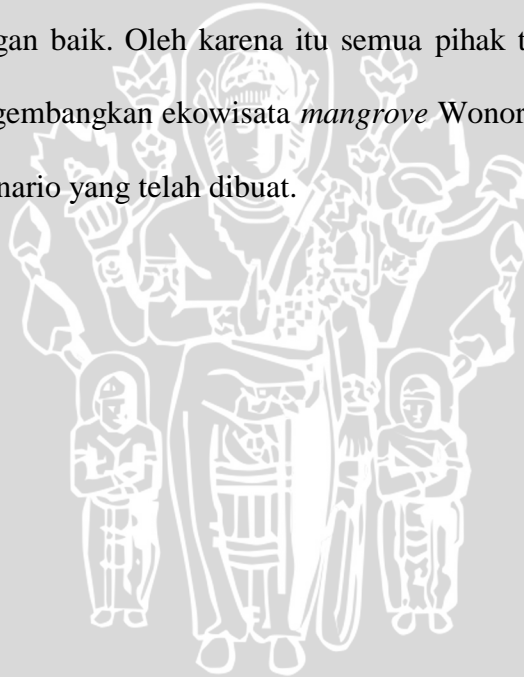 gan baik. Oleh karena itu semua pihak t
gembangkan ekowisata mangrove Wonor
nario yang telah dibuat.